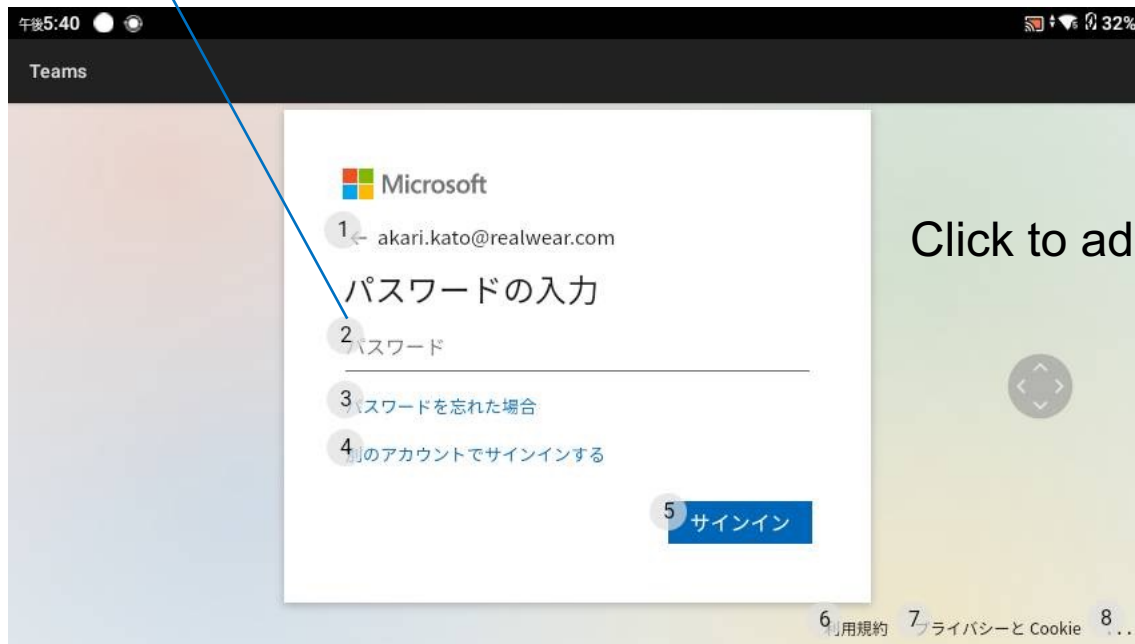 午後5:40
32%
Teams
Microsoft
1 ← akari.kato@realwear.com
Click to ad
パスワードの入力
2 パスワード
3 パスワードを忘れた場合
4 別のアカウントでサインインする
5 サインイン
6 利用規約 7 プライバシーと Cookie 8 ...